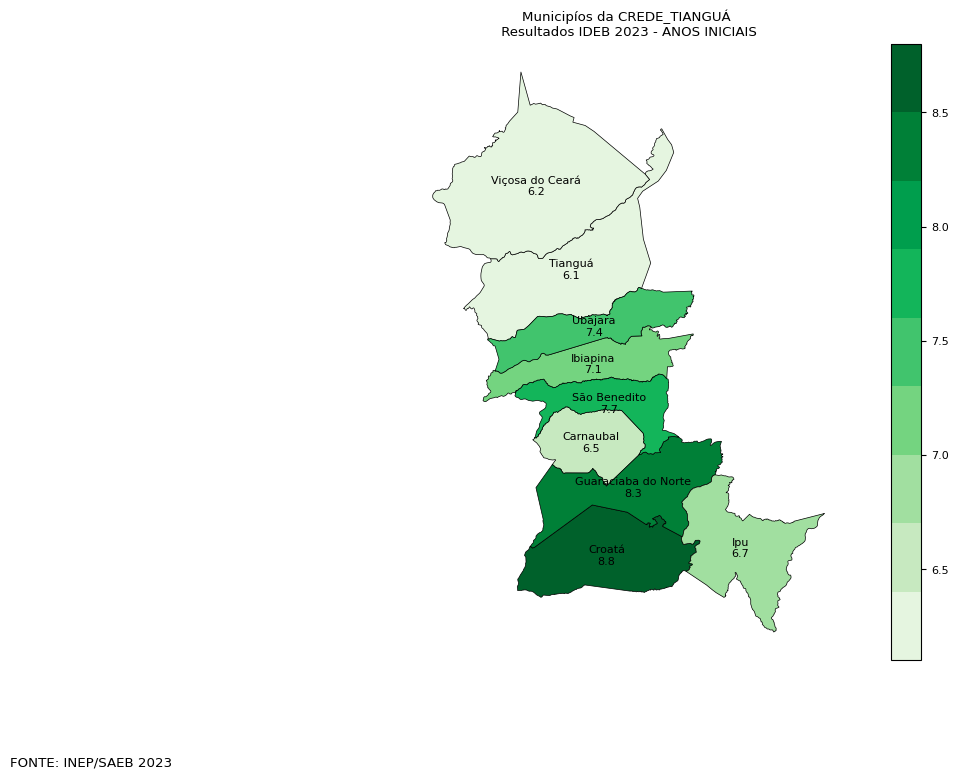 Municipíos da CREDE_TIANGUÁ
Resultados IDEB 2023 - ANOS INICIAIS
Viçosa do Ceará
6.2
Tianguá
6.1
Ubajara
7.4
Ibiapina
7.1
São Benedito
7.7
Carnaubal
6.5
Guaraciaba do Norte
8.3
Croatá
8.8
Ipu
6.7
8.5
8.0
7.5
7.0
6.5
FONTE: INEP/SAEB 2023